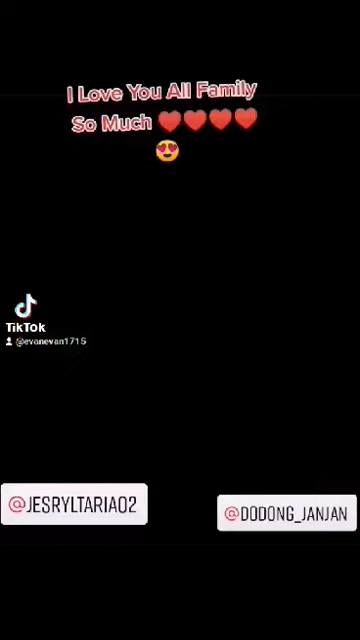 I Love You All Family
So Much ♥️♥️♥️♥️
😍
TikTok
@evanevan1715
@JESRYLTARIA02
@DODONG_JANJAN